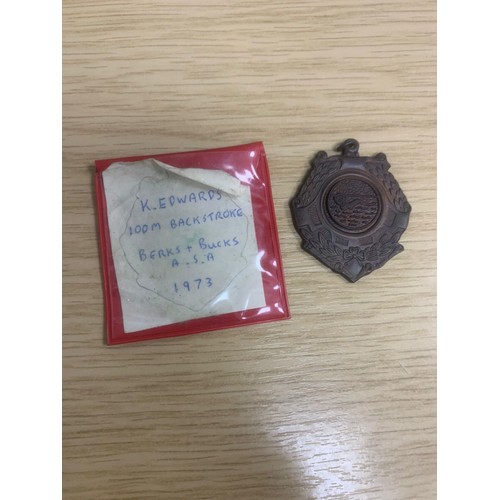 K. EDWARDS
100M BACKSTROKE
BERKS + BUCKS
A.S.A
1973